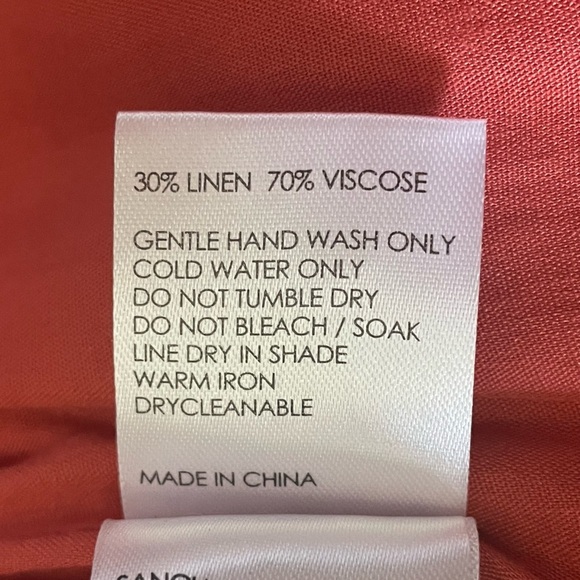 30% LINEN 70% VISCOSE
GENTLE HAND WASH ONLY
COLD WATER ONLY
DO NOT TUMBLE DRY
DO NOT BLEACH / SOAK
LINE DRY IN SHADE
WARM IRON
DRYCLEANABLE
MADE IN CHINA